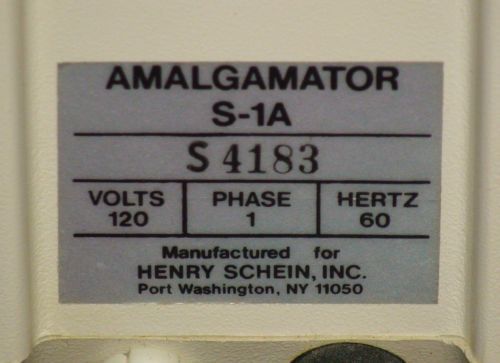 AMALGAMATOR
S-1A
S 4183
VOLTS PHASE HERTZ
120 1 60
Manufactured for
HENRY SCHEIN, INC.
Port Washington, NY 11050